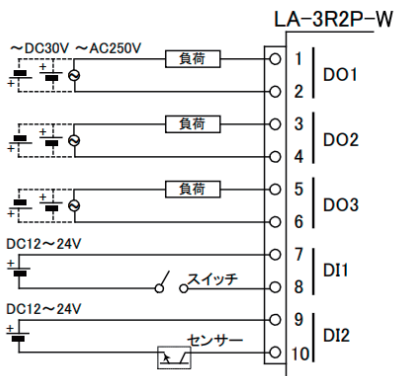 LA-3R2P-W
～DC30V ～AC250V
負荷
1
2
DO1
負荷
3
4
DO2
負荷
5
6
DO3
DC12～24V
スイッチ
7
8
DI1
DC12～24V
センサー
9
10
DI2